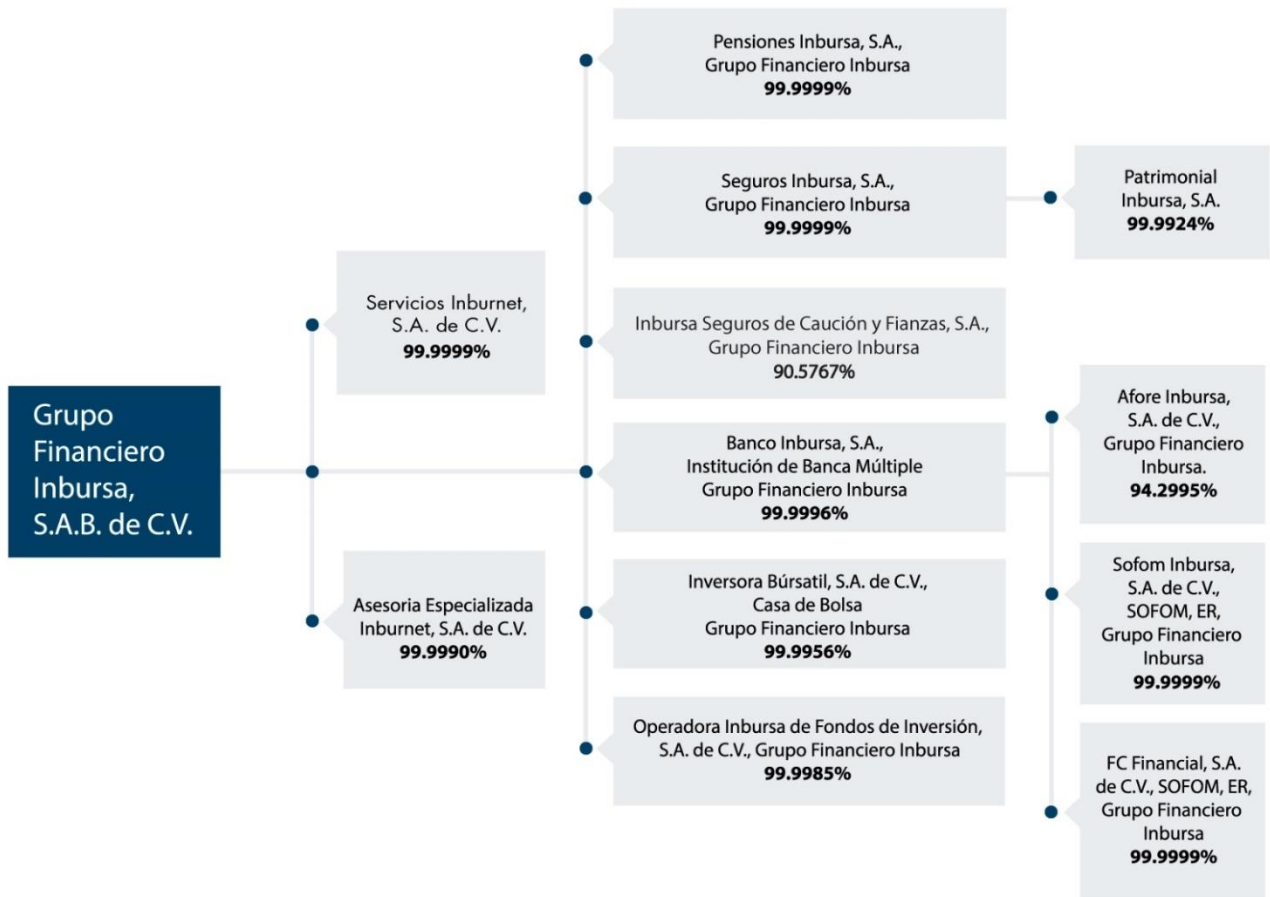 Grupo
Financiero
Inbursa,
S.A.B. de C.V.
Servicios Inburnet,
S.A. de C.V.
99.9999%
Asesoria Especializada
Inburnet, S.A. de C.V.
99.9990%
Pensiones Inbursa, S.A.,
Grupo Financiero Inbursa
99.9999%
Seguros Inbursa, S.A.,
Grupo Financiero Inbursa
99.9999%
Inbursa Seguros de Caución y Fianzas, S.A.,
Grupo Financiero Inbursa
90.5767%
Banco Inbursa, S.A.,
Institución de Banca Múltiple
Grupo Financiero Inbursa
99.9996%
Inversora Búrsatil, S.A. de C.V.,
Casa de Bolsa
Grupo Financiero Inbursa
99.9956%
Operadora Inbursa de Fondos de Inversión,
S.A. de C.V., Grupo Financiero Inbursa
99.9985%
Patrimonial
Inbursa, S.A.
99.9924%
Afore Inbursa,
S.A. de C.V.,
Grupo Financiero
Inbursa.
94.2995%
Sofom Inbursa,
S.A. de C.V.,
SOFOM, ER,
Grupo Financiero
Inbursa
99.9999%
FC Financial, S.A.
de C.V., SOFOM, ER,
Grupo Financiero
Inbursa
99.9999%